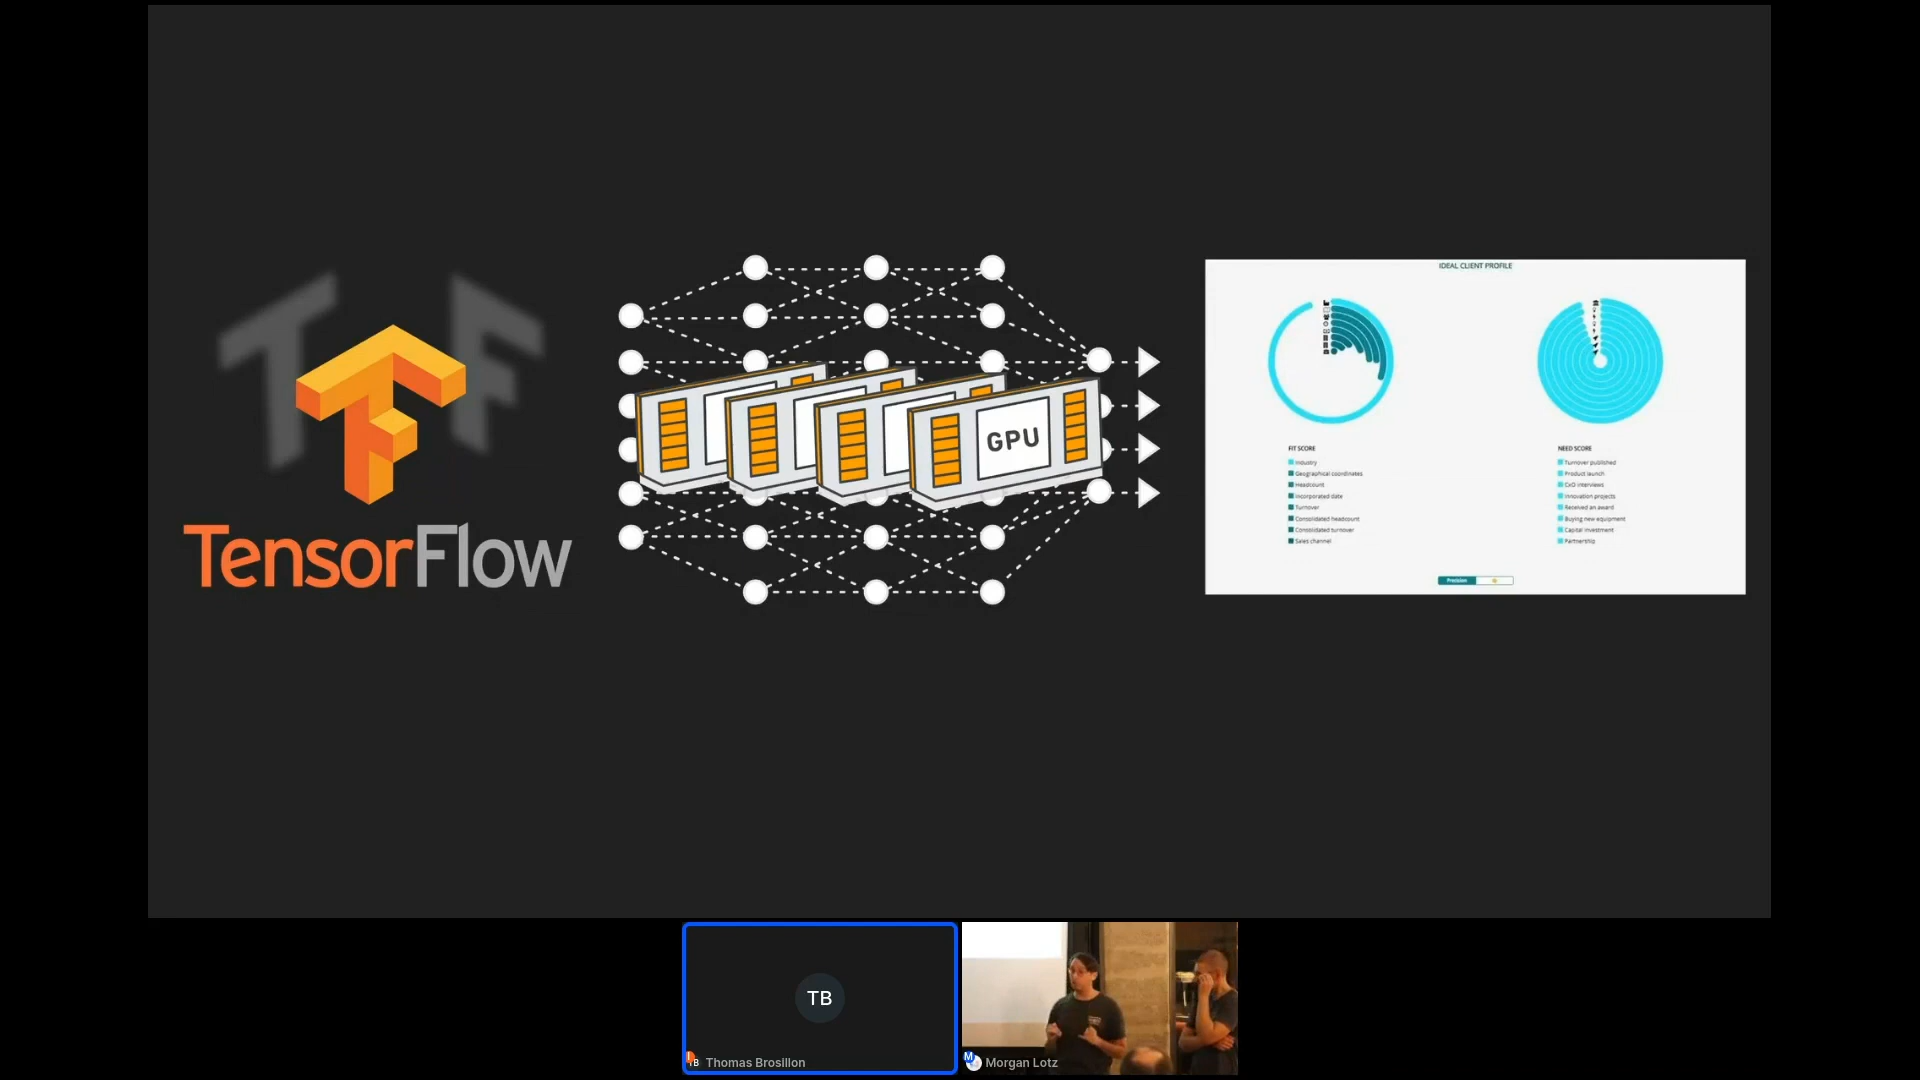 TensorFlow
GPU
IDEAL CLIENT PROFILE
FIT SCORE
Industry
Geographical coordinates
Headcount
Incorporated date
Turnover
Consolidated headcount
Consolidated turnover
Sales channel
NEED SCORE
Turnover published
Product launch
CxO interviews
Innovation projects
Received an award
Buying new equipment
Capital investment
Partnership
Precision
TB
TB Thomas Brosillon
M Morgan Lotz